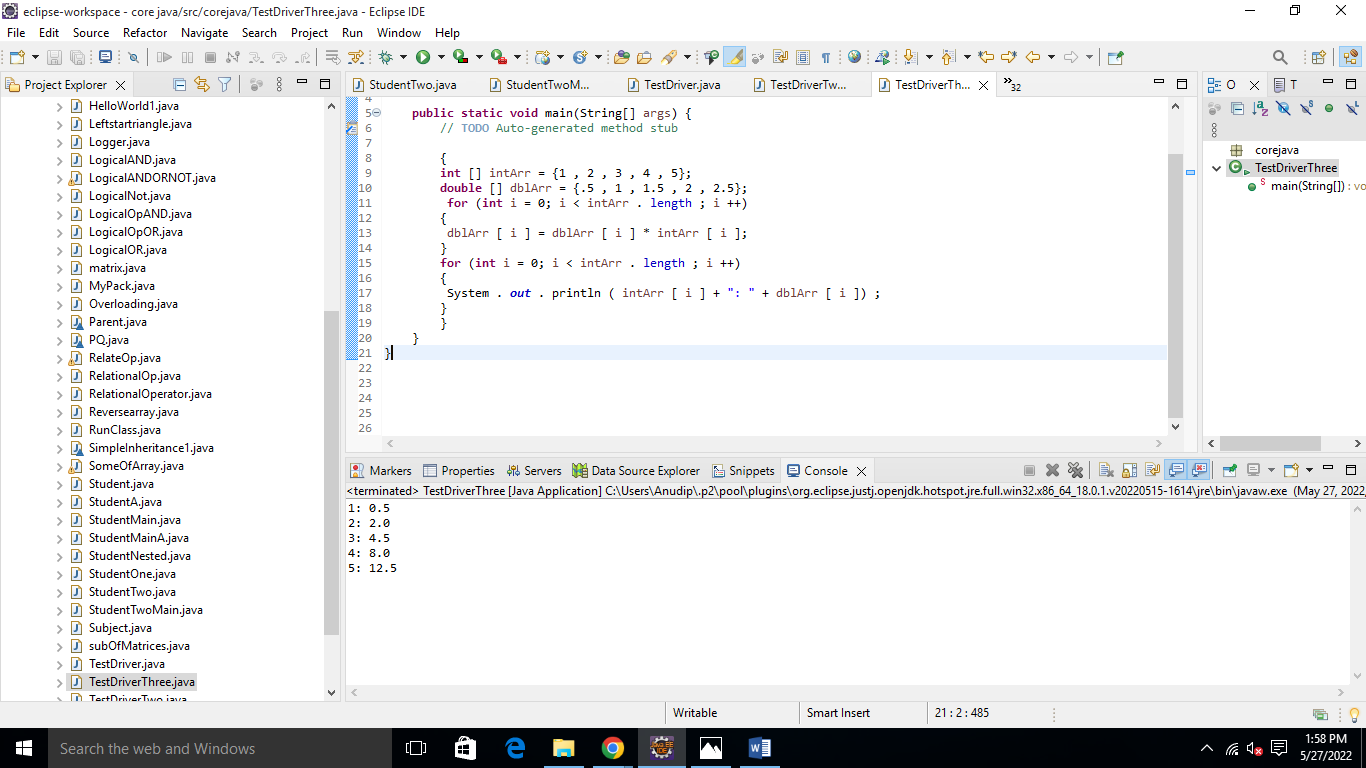 eclipse-workspace - core java/src/corejava/TestDriverThree.java - Eclipse IDE
File Edit Source Refactor Navigate Search Project Run Window Help
Project Explorer
HelloWorld1.java
Leftstartriangle.java
Logger.java
LogicalAND.java
LogicalANDORNOT.java
LogicalNot.java
LogicalOpAND.java
LogicalOpOR.java
LogicalOR.java
matrix.java
MyPack.java
Overloading.java
Parent.java
PQ.java
RelateOp.java
RelationalOp.java
RelationalOperator.java
Reversearray.java
RunClass.java
SimpleInheritance1.java
SomeOfArray.java
Student.java
StudentA.java
StudentMain.java
StudentMainA.java
StudentNested.java
StudentOne.java
StudentTwo.java
StudentTwoMain.java
Subject.java
subOfMatrices.java
TestDriver.java
TestDriverThree.java
TestDriverTwo.java
StudentTwo.java StudentTwoM... TestDriver.java TestDriverTw... TestDriverTh... »32
4
5 public static void main(String[] args) {
6 // TODO Auto-generated method stub
7
8 {
9 int [] intArr = {1 , 2 , 3 , 4 , 5};
10 double [] dblArr = {.5 , 1 , 1.5 , 2 , 2.5};
11 for (int i = 0; i < intArr . length ; i ++)
12 {
13 dblArr [ i ] = dblArr [ i ] * intArr [ i ];
14 }
15 for (int i = 0; i < intArr . length ; i ++)
16 {
17 System . out . println ( intArr [ i ] + ": " + dblArr [ i ]) ;
18 }
19 }
20 }
21 }
22
23
24
25
26
O T
corejava
TestDriverThree
main(String[]) : vo
Markers Properties Servers Data Source Explorer Snippets Console
<terminated> TestDriverThree [Java Application] C:\Users\Anudip\.p2\pool\plugins\org.eclipse.justj.openjdk.hotspot.jre.full.win32.x86_64_18.0.1.v20220515-1614\jre\bin\javaw.exe (May 27, 2022,
1: 0.5
2: 2.0
3: 4.5
4: 8.0
5: 12.5
Writable Smart Insert 21 : 2 : 485
Search the web and Windows
1:58 PM
5/27/2022